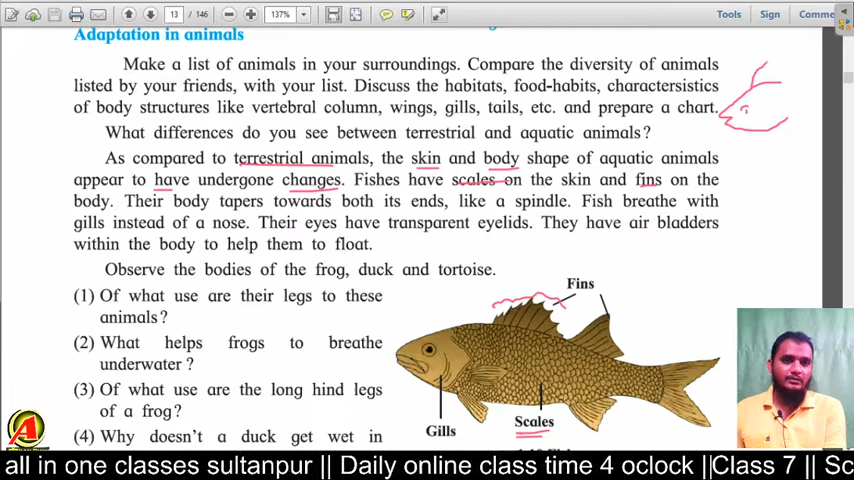 13 / 146
137%
Tools
Sign
Comme
Adaptation in animals
Make a list of animals in your surroundings. Compare the diversity of animals
listed by your friends, with your list. Discuss the habitats, food-habits, charactersistics
of body structures like vertebral column, wings, gills, tails, etc. and prepare a chart.
What differences do you see between terrestrial and aquatic animals?
As compared to terrestrial animals, the skin and body shape of aquatic animals
appear to have undergone changes. Fishes have scales on the skin and fins on the
body. Their body tapers towards both its ends, like a spindle. Fish breathe with
gills instead of a nose. Their eyes have transparent eyelids. They have air bladders
within the body to help them to float.
Observe the bodies of the frog, duck and tortoise.
(1) Of what use are their legs to these
animals?
(2) What helps frogs to breathe
underwater ?
(3) Of what use are the long hind legs
of a frog?
(4) Why doesn't a duck get wet in
Fins
Gills
Scales
A
all in one classes sultanpur || Daily online class time 4 oclock ||Class 7 || Sc